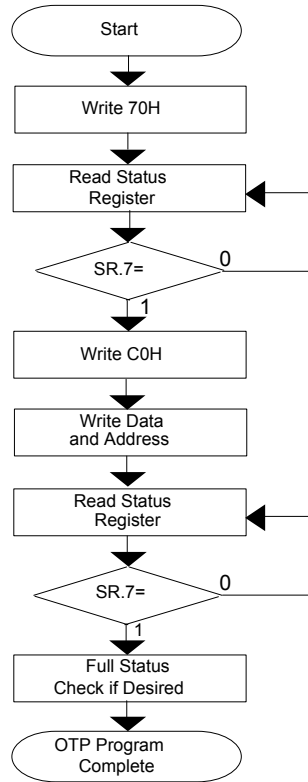 Start
Write 70H
Read Status
Register
SR.7=
0
1
Write C0H
Write Data
and Address
Read Status
Register
SR.7=
0
1
Full Status
Check if Desired
OTP Program
Complete